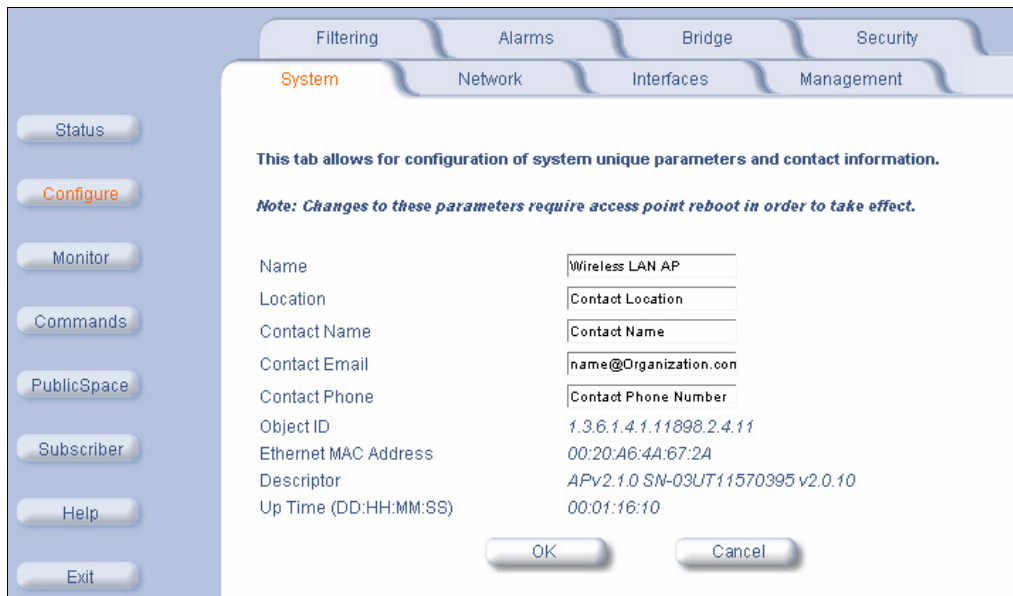 Filtering Alarms Bridge Security
System Network Interfaces Management
Status
Configure
Monitor
Commands
PublicSpace
Subscriber
Help
Exit
This tab allows for configuration of system unique parameters and contact information.
Note: Changes to these parameters require access point reboot in order to take effect.
Name Wireless LAN AP
Location Contact Location
Contact Name Contact Name
Contact Email name@Organization.con
Contact Phone Contact Phone Number
Object ID 1.3.6.1.4.1.11898.2.4.11
Ethernet MAC Address 00:20:A6:4A:67:2A
Descriptor APv2.1.0 SN-03UT11570395 v2.0.10
Up Time (DD:HH:MM:SS) 00:01:16:10
OK Cancel